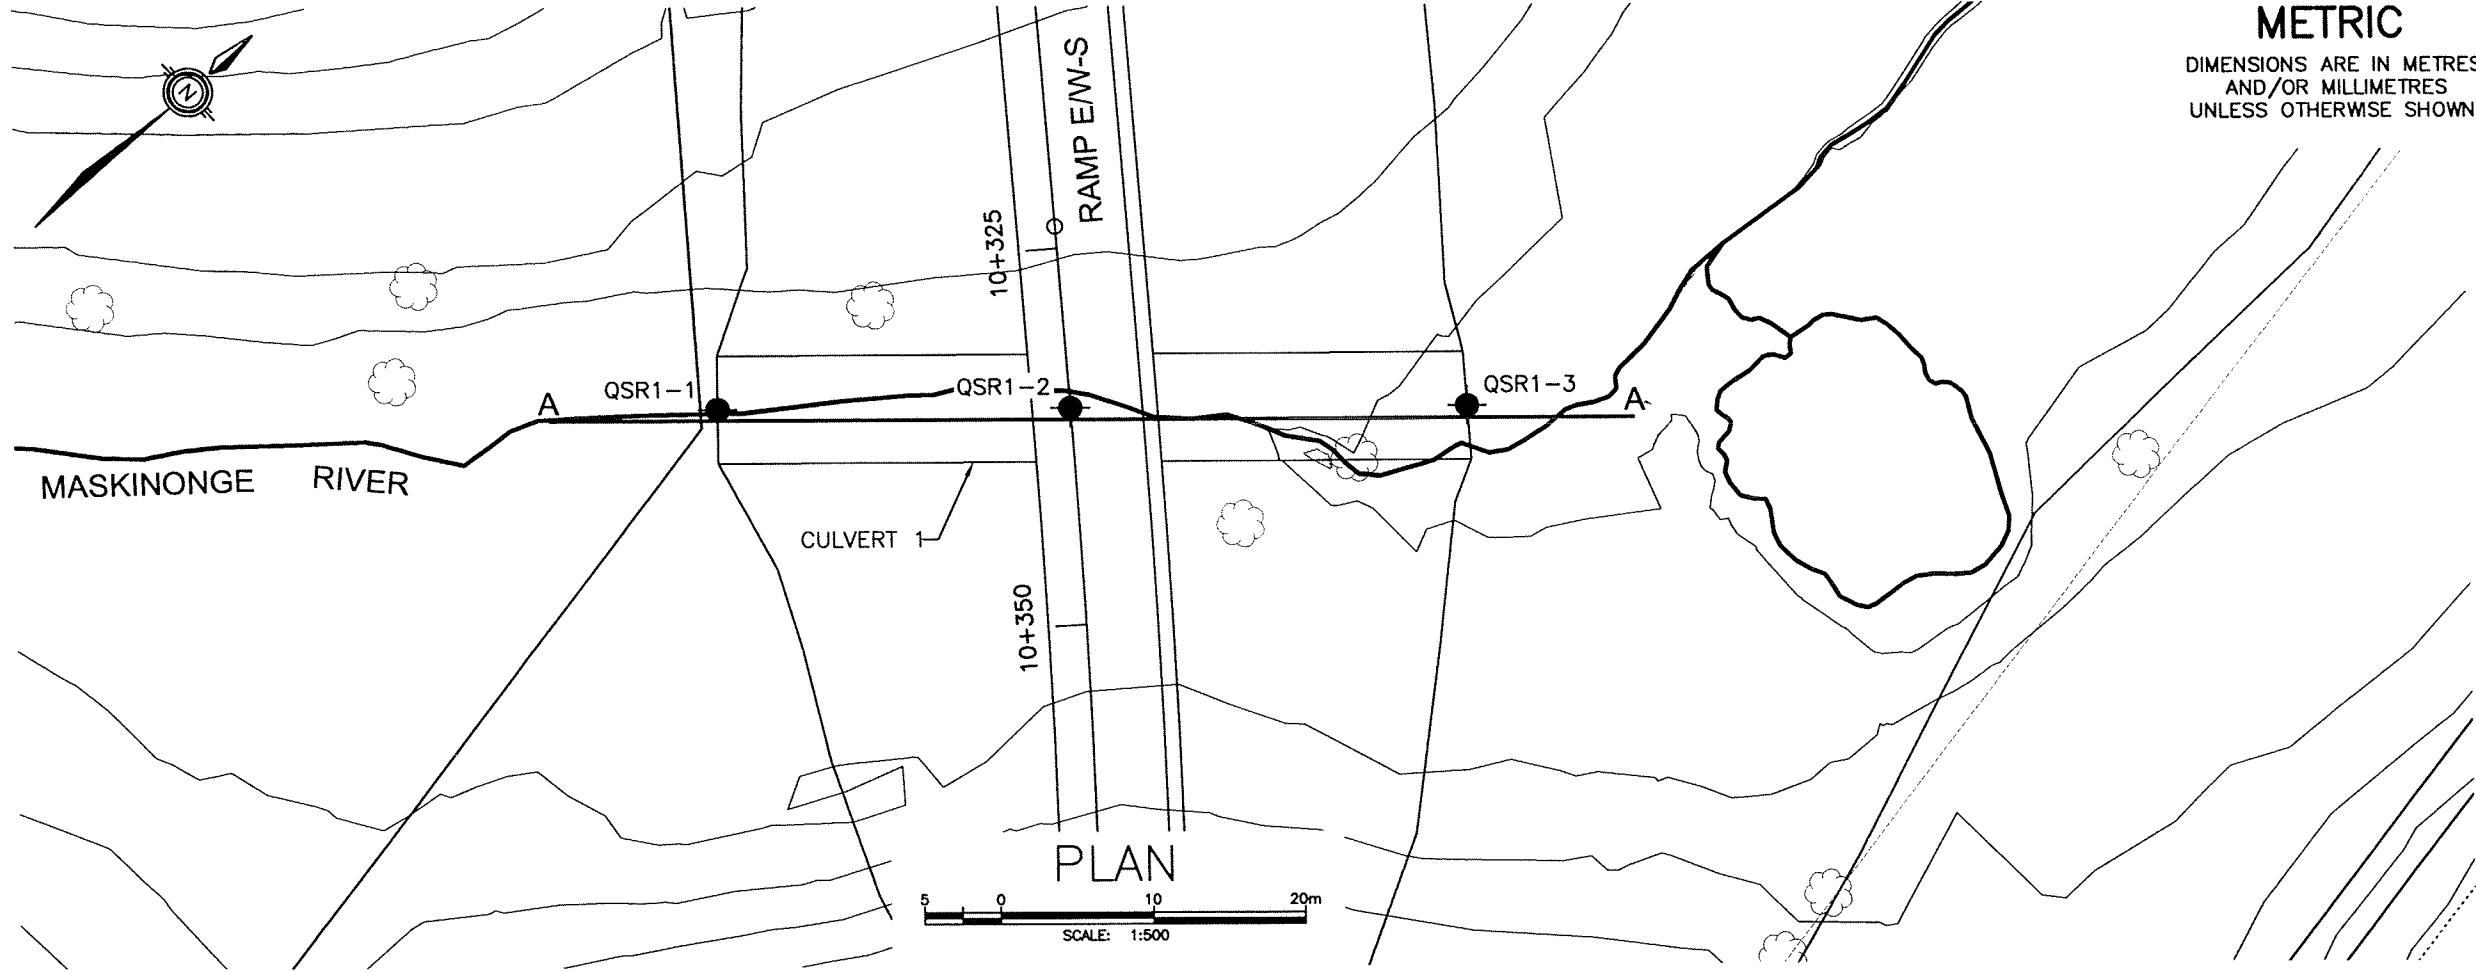 METRIC
DIMENSIONS ARE IN METRES
AND/OR MILLIMETRES
UNLESS OTHERWISE SHOWN
N
RAMP E/W-S
10+325
QSR1-1
QSR1-2
QSR1-3
A
A
MASKINONGE RIVER
CULVERT 1
10+350
PLAN
5 0 10 20m
SCALE: 1:500